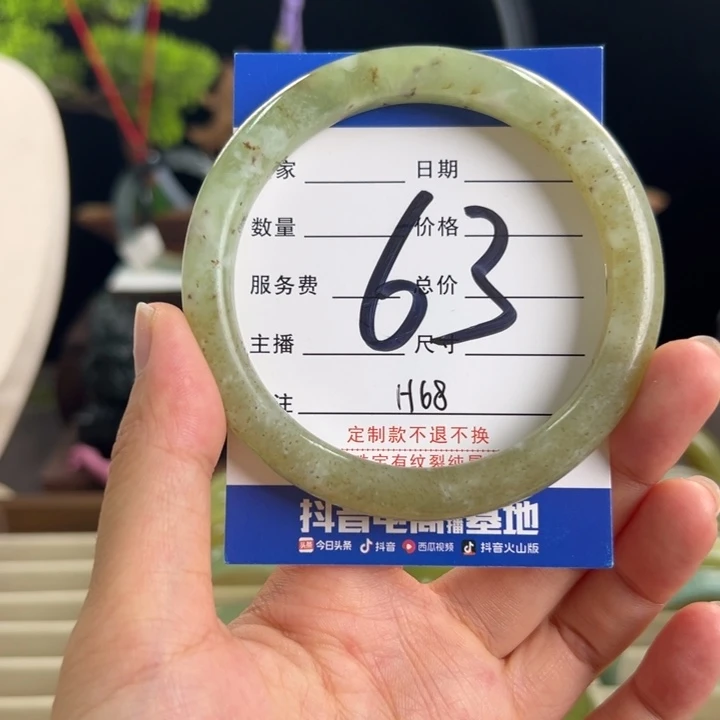 家 日期
数量 价格
63
服务费 总价
主播 尺寸
注 H68
定制款不退不换
抖音电商直播基地
今日头条 抖音 西瓜视频 抖音火山版